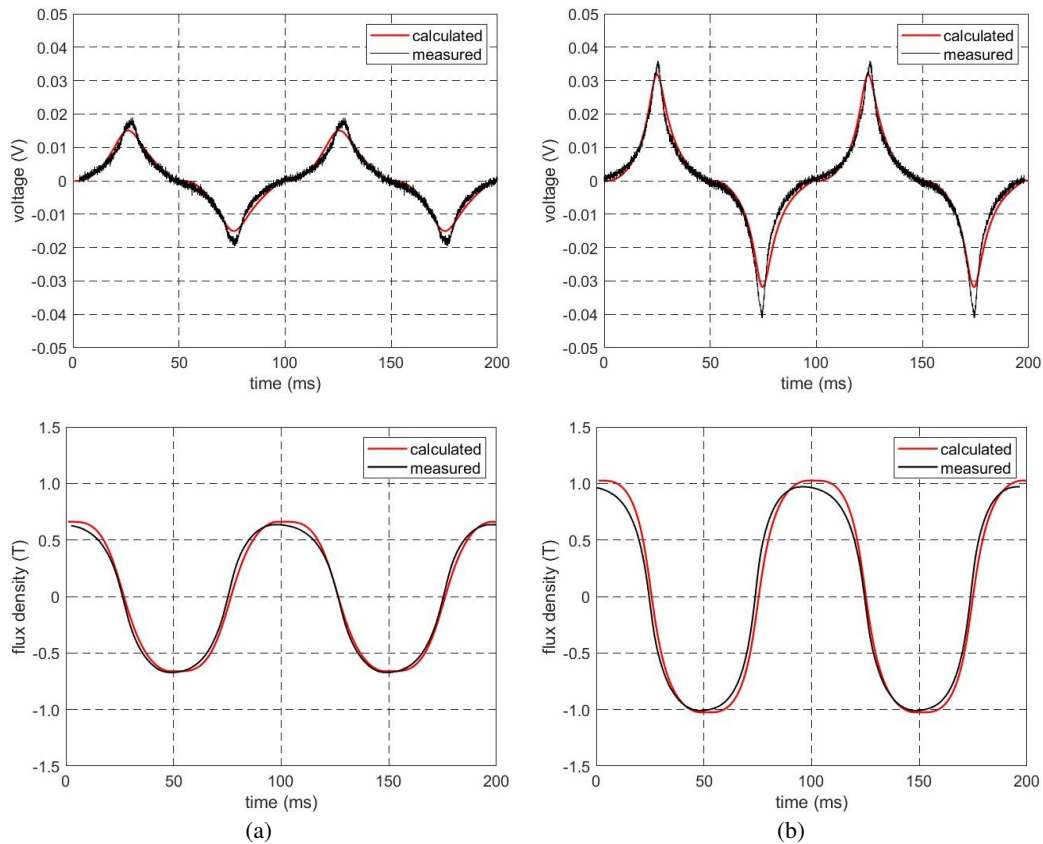 0.05
0.04
0.03
0.02
0.01
0
-0.01
-0.02
-0.03
-0.04
-0.05
voltage (V)
calculated
measured
0 50 100 150 200
time (ms)
0.05
0.04
0.03
0.02
0.01
0
-0.01
-0.02
-0.03
-0.04
-0.05
voltage (V)
calculated
measured
0 50 100 150 200
time (ms)
1.5
1.0
0.5
0
-0.5
-1.0
-1.5
flux density (T)
calculated
measured
0 50 100 150 200
time (ms)
(a)
1.5
1.0
0.5
0
-0.5
-1.0
-1.5
flux density (T)
calculated
measured
0 50 100 150 200
time (ms)
(b)